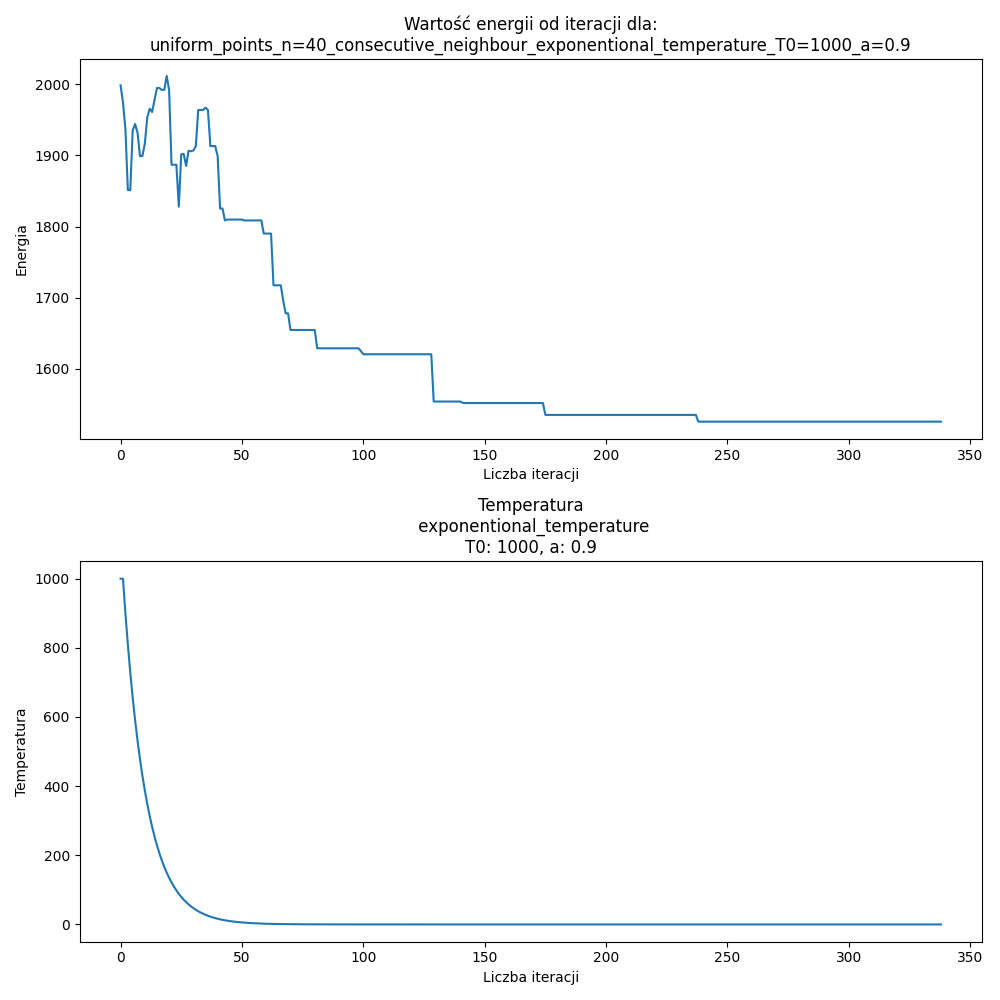 Wartość energii od iteracji dla:
uniform_points_n=40_consecutive_neighbour_exponentional_temperature_T0=1000_a=0.9
2000
1900
1800
1700
1600
Energia
0 50 100 150 200 250 300 350
Liczba iteracji
Temperatura
exponentional_temperature
T0: 1000, a: 0.9
1000
800
600
400
200
0
Temperatura
0 50 100 150 200 250 300 350
Liczba iteracji